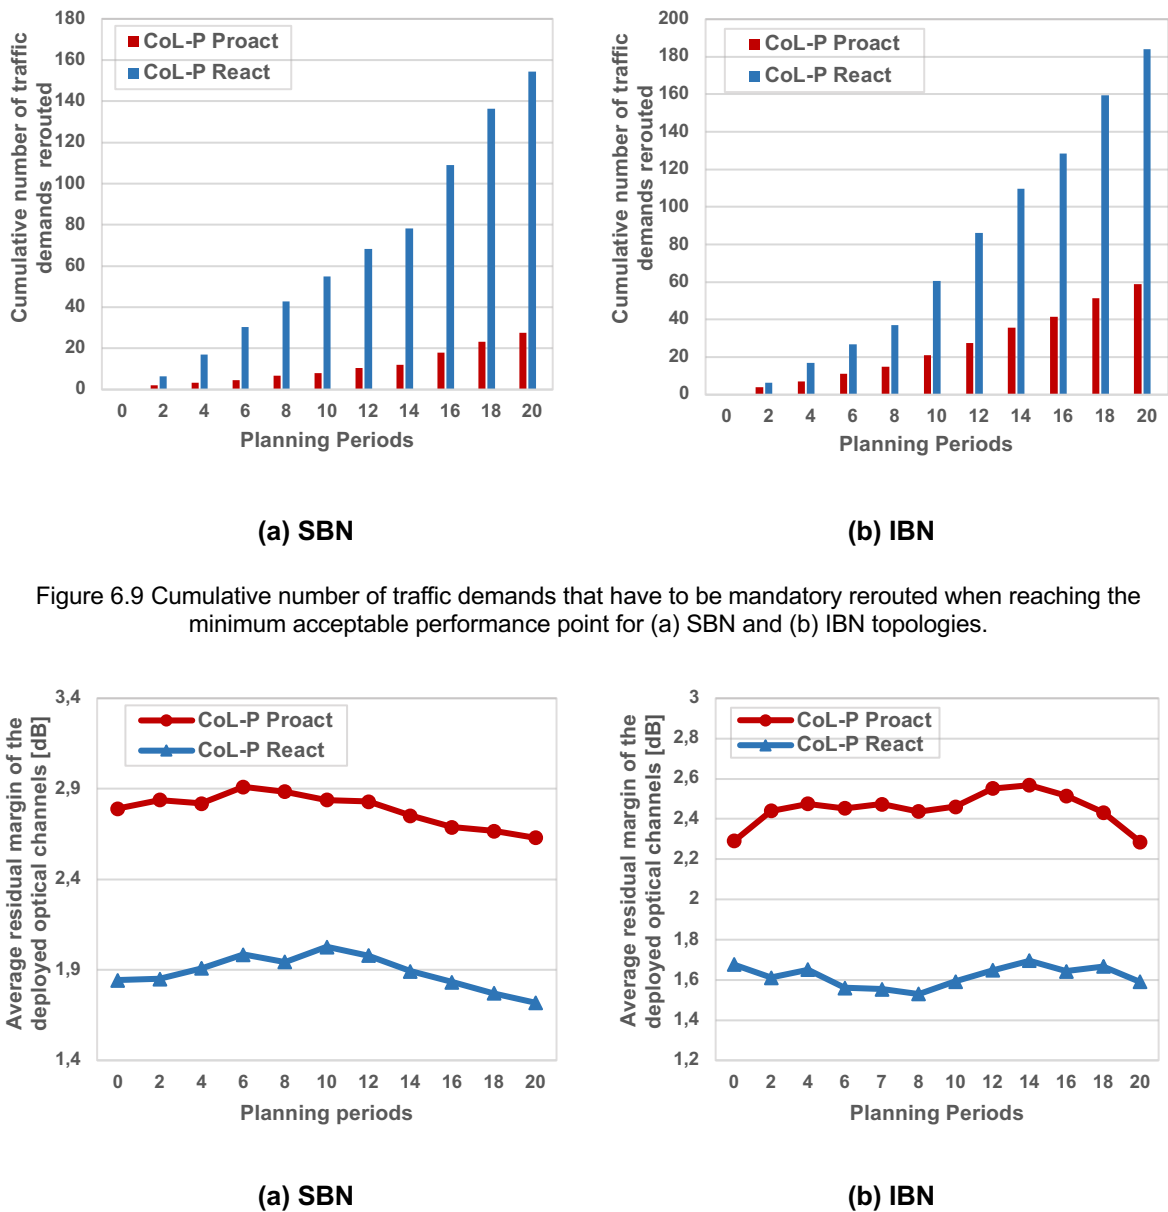 Cumulative number of traffic
demands rerouted
180
160
140
120
100
80
60
40
20
0
CoL-P Proact
CoL-P React
0 2 4 6 8 10 12 14 16 18 20
Planning Periods
(a) SBN
Cumulative number of traffic
demands rerouted
200
180
160
140
120
100
80
60
40
20
0
CoL-P Proact
CoL-P React
0 2 4 6 8 10 12 14 16 18 20
Planning Periods
(b) IBN
Figure 6.9 Cumulative number of traffic demands that have to be mandatory rerouted when reaching the
minimum acceptable performance point for (a) SBN and (b) IBN topologies.
Average residual margin of the
deployed optical channels [dB]
3,4
2,9
2,4
1,9
1,4
CoL-P Proact
CoL-P React
0 2 4 6 8 10 12 14 16 18 20
Planning periods
(a) SBN
Average residual margin of the
deployed optical channels [dB]
3
2,8
2,6
2,4
2,2
2
1,8
1,6
1,4
1,2
CoL-P Proact
CoL-P React
0 2 4 6 7 8 10 12 14 16 18 20
Planning Periods
(b) IBN